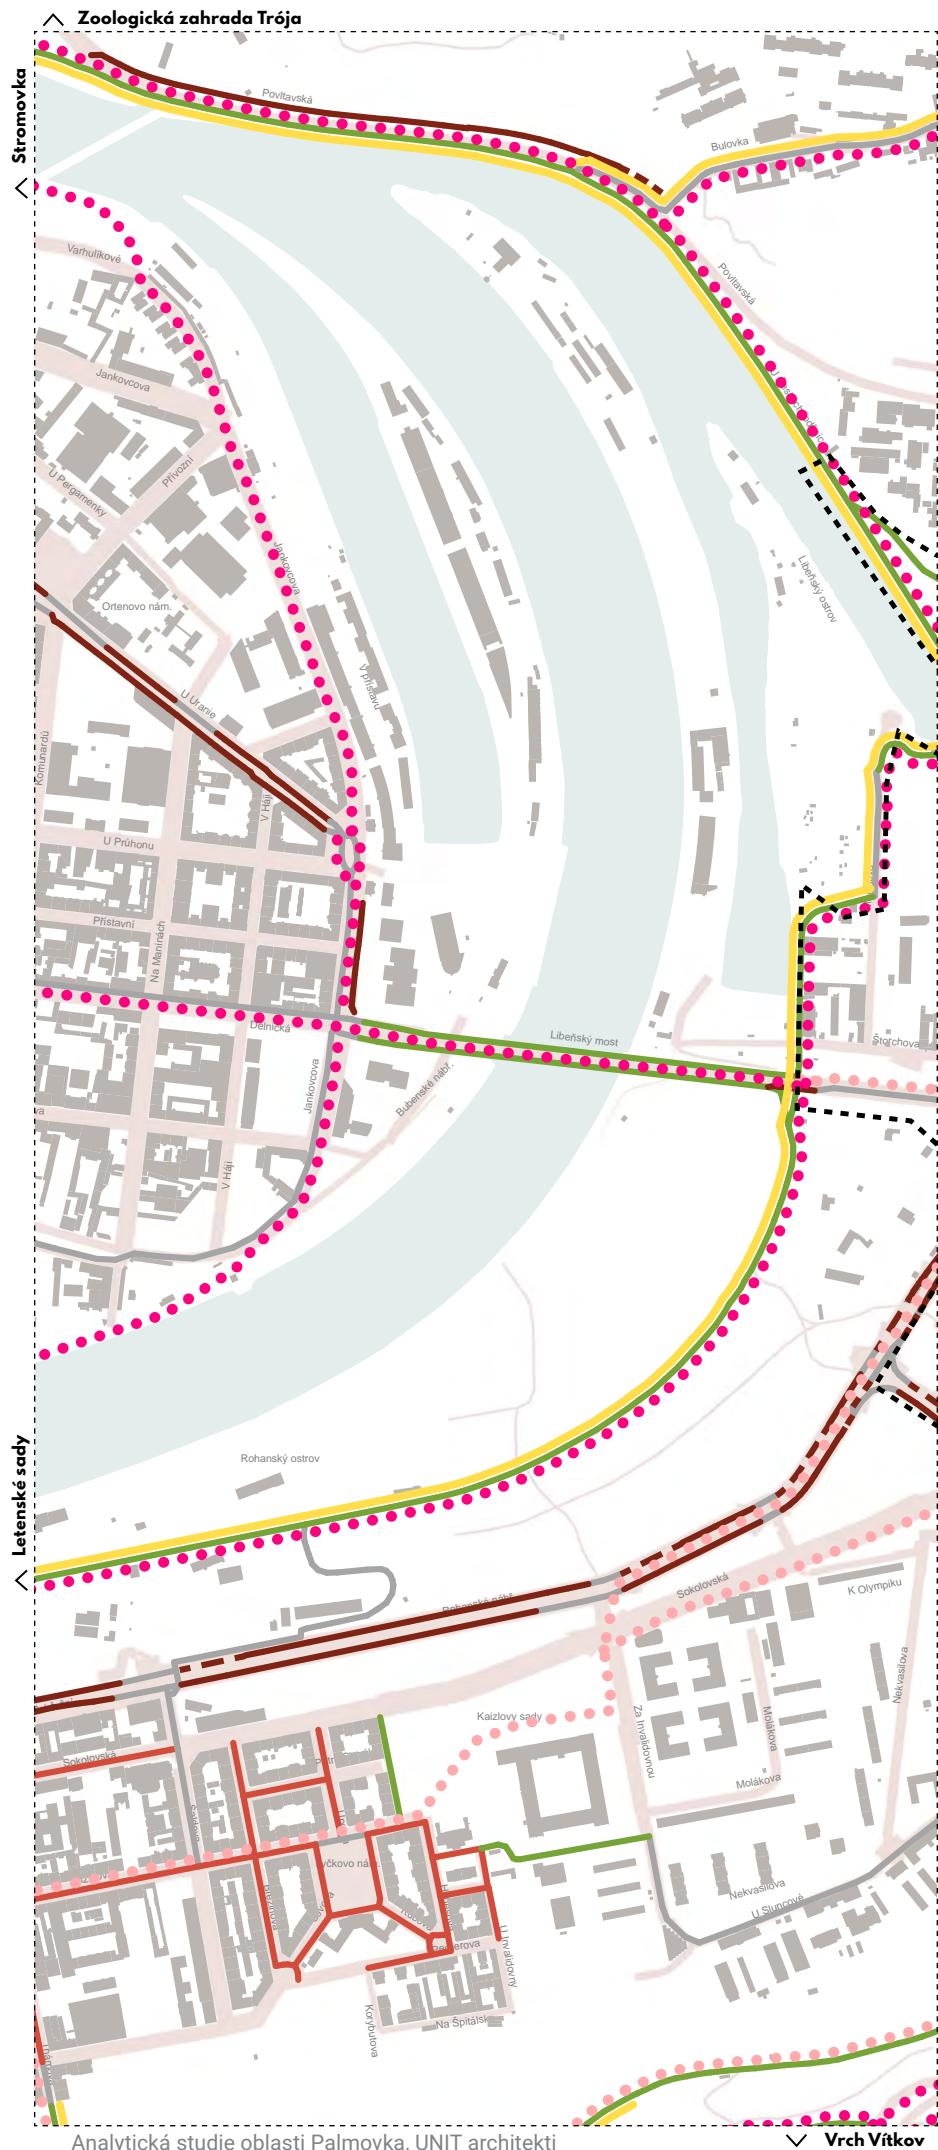 Zoologická zahrada Trója
Stromovka
Povltavská
Bulovka
Varhulíkové
Povltavská
Jankovcova
Přívozní
U Pergamenky
Jankovcova
Libeňský ostrov
Ortenovo nám.
V přístavu
U Uranie
Komunardů
V Háji
U Průhonu
Přístavní
Na Maninách
Dělnická
Libeňský most
Štorchova
Jankovcova
Bubenské nábř.
V Háji
Letenské sady
Rohanský ostrov
Sokolovská
K Olympiku
Rohanské nábř.
Nekvasilova
Kaizlovy sady
Za Invalidovnou
Molákova
Sokolovská
Molákova
Nekvasilova
U Sluncové
U Invalidovny
Korybutova
Na Špitálsk
Analytická studie oblasti Palmovka, UNIT architekti
Vrch Vítkov